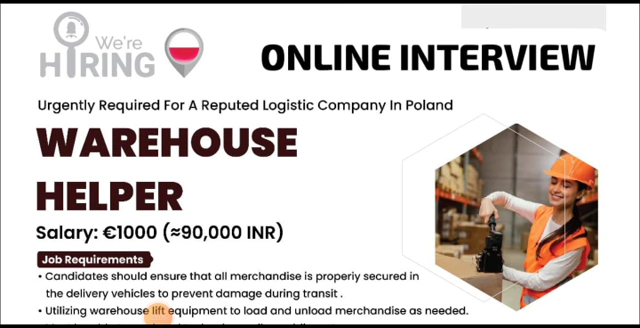 We're
HIRING
ONLINE INTERVIEW
Urgently Required For A Reputed Logistic Company In Poland
WAREHOUSE
HELPER
Salary: €1000 (≈90,000 INR)
Job Requirements
• Candidates should ensure that all merchandise is properly secured in
the delivery vehicles to prevent damage during transit .
• Utilizing warehouse lift equipment to load and unload merchandise as needed.